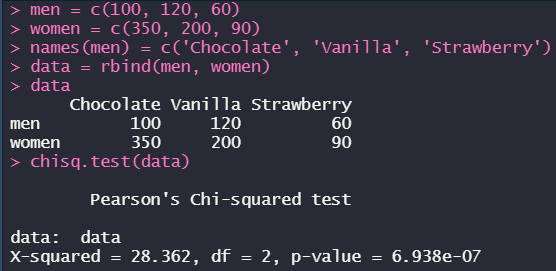 > men = c(100, 120, 60)
> women = c(350, 200, 90)
> names(men) = c('Chocolate', 'Vanilla', 'Strawberry')
> data = rbind(men, women)
> data
      Chocolate Vanilla Strawberry
men         100     120         60
women       350     200         90
> chisq.test(data)
        Pearson's Chi-squared test
data:  data
X-squared = 28.362, df = 2, p-value = 6.938e-07